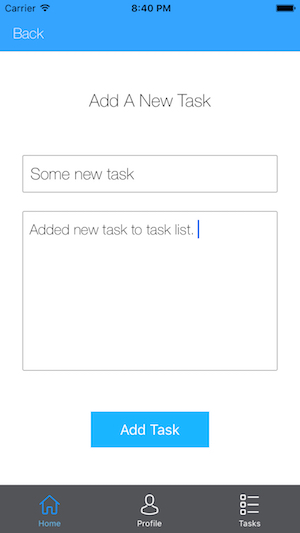 Carrier 8:40 PM
Back
Add A New Task
Some new task
Added new task to task list.
Add Task
Home Profile Tasks